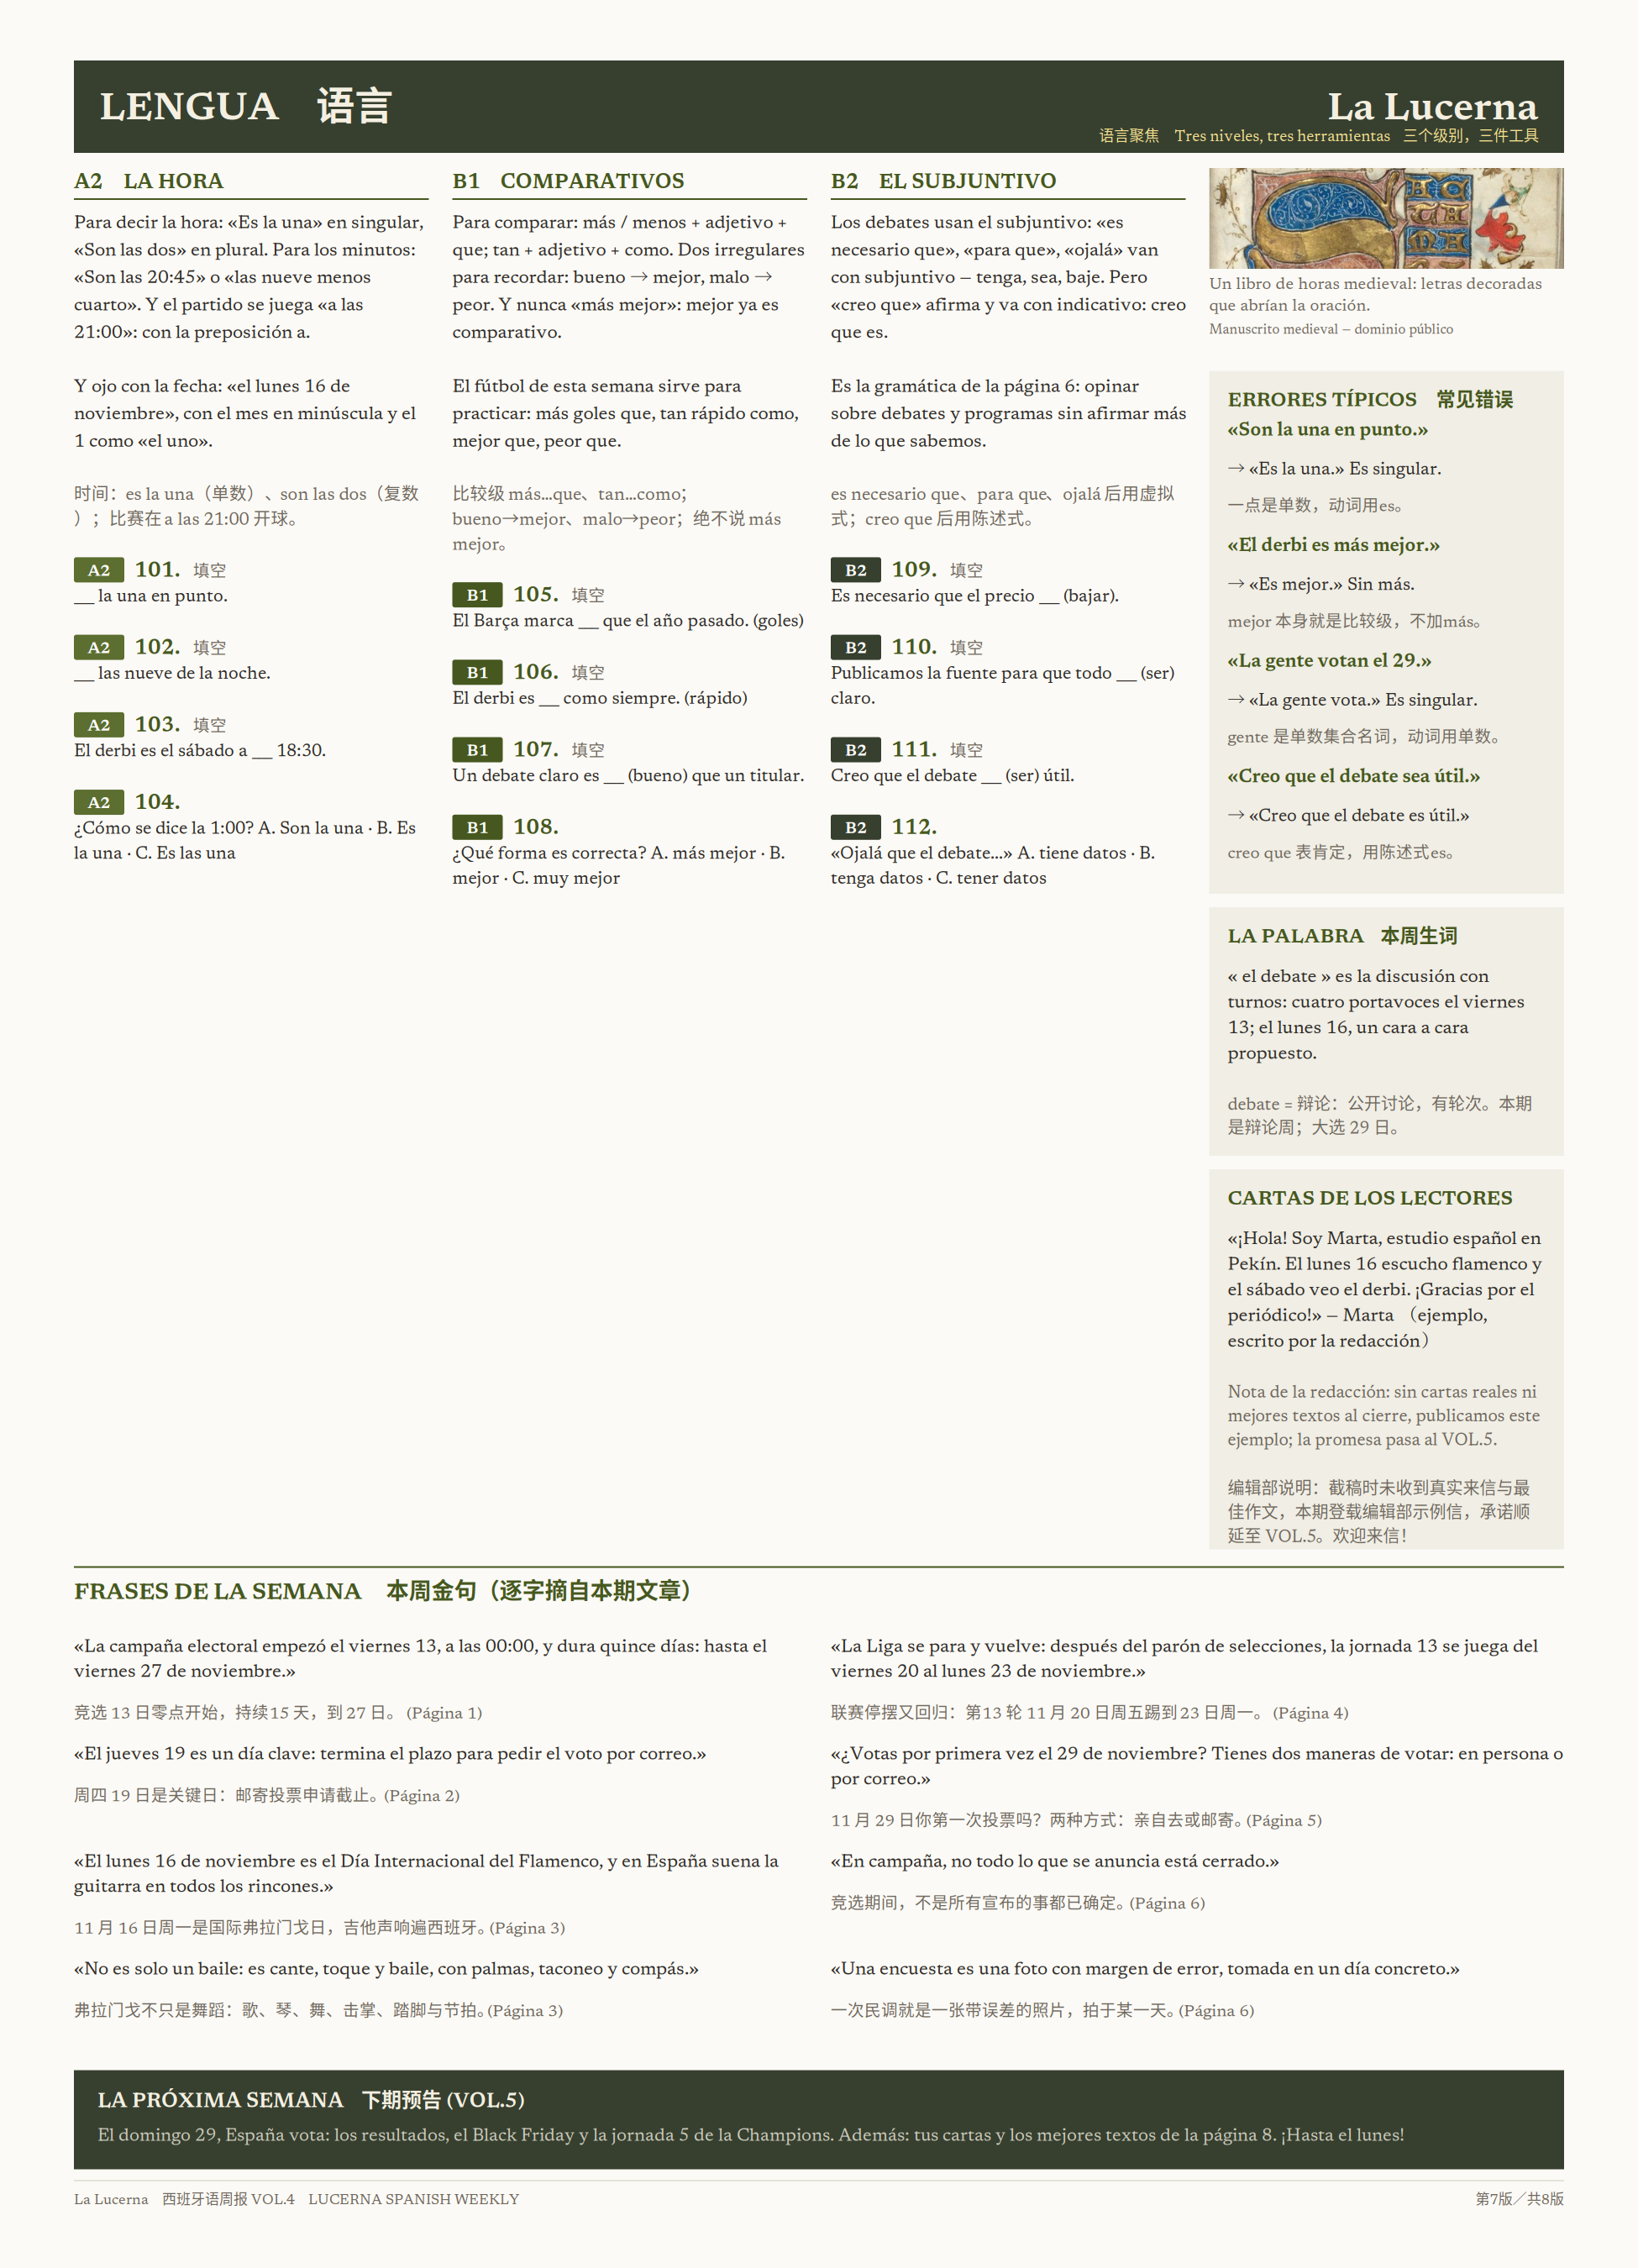 LENGUA 语言
La Lucerna
语言聚焦 Tres niveles, tres herramientas 三个级别，三件工具
A2 LA HORA
Para decir la hora: «Es la una» en singular,
«Son las dos» en plural. Para los minutos:
«Son las 20:45» o «las nueve menos
cuarto». Y el partido se juega «a las
21:00»: con la preposición a.
Y ojo con la fecha: «el lunes 16 de
noviembre», con el mes en minúscula y el
1 como «el uno».
时间：es la una（单数）、son las dos（复数
）；比赛在 a las 21:00 开球。
A2 101. 填空
__ la una en punto.
A2 102. 填空
__ las nueve de la noche.
A2 103. 填空
El derbi es el sábado a __ 18:30.
A2 104.
¿Cómo se dice la 1:00? A. Son la una · B. Es
la una · C. Es las una
B1 COMPARATIVOS
Para comparar: más / menos + adjetivo +
que; tan + adjetivo + como. Dos irregulares
para recordar: bueno → mejor, malo →
peor. Y nunca «más mejor»: mejor ya es
comparativo.
El fútbol de esta semana sirve para
practicar: más goles que, tan rápido como,
mejor que, peor que.
比较级 más…que、tan…como；
bueno→mejor、malo→peor；绝不说 más
mejor。
B1 105. 填空
El Barça marca __ que el año pasado. (goles)
B1 106. 填空
El derbi es __ como siempre. (rápido)
B1 107. 填空
Un debate claro es __ (bueno) que un titular.
B1 108.
¿Qué forma es correcta? A. más mejor · B.
mejor · C. muy mejor
B2 EL SUBJUNTIVO
Los debates usan el subjuntivo: «es
necesario que», «para que», «ojalá» van
con subjuntivo — tenga, sea, baje. Pero
«creo que» afirma y va con indicativo: creo
que es.
Es la gramática de la página 6: opinar
sobre debates y programas sin afirmar más
de lo que sabemos.
es necesario que、para que、ojalá 后用虚拟
式；creo que 后用陈述式。
B2 109. 填空
Es necesario que el precio __ (bajar).
B2 110. 填空
Publicamos la fuente para que todo __ (ser)
claro.
B2 111. 填空
Creo que el debate __ (ser) útil.
B2 112.
«Ojalá que el debate…» A. tiene datos · B.
tenga datos · C. tener datos
Un libro de horas medieval: letras decoradas
que abrían la oración.
Manuscrito medieval — dominio público
ERRORES TÍPICOS 常见错误
«Son la una en punto.»
→ «Es la una.» Es singular.
一点是单数，动词用es。
«El derbi es más mejor.»
→ «Es mejor.» Sin más.
mejor 本身就是比较级，不加más。
«La gente votan el 29.»
→ «La gente vota.» Es singular.
gente 是单数集合名词，动词用单数。
«Creo que el debate sea útil.»
→ «Creo que el debate es útil.»
creo que 表肯定，用陈述式es。
LA PALABRA 本周生词
« el debate » es la discusión con
turnos: cuatro portavoces el viernes
13; el lunes 16, un cara a cara
propuesto.
debate = 辩论：公开讨论，有轮次。本期
是辩论周；大选 29 日。
CARTAS DE LOS LECTORES
«¡Hola! Soy Marta, estudio español en
Pekín. El lunes 16 escucho flamenco y
el sábado veo el derbi. ¡Gracias por el
periódico!» — Marta （ejemplo,
escrito por la redacción）
Nota de la redacción: sin cartas reales ni
mejores textos al cierre, publicamos este
ejemplo; la promesa pasa al VOL.5.
编辑部说明：截稿时未收到真实来信与最
佳作文，本期登载编辑部示例信，承诺顺
延至 VOL.5。欢迎来信！
FRASES DE LA SEMANA 本周金句（逐字摘自本期文章）
«La campaña electoral empezó el viernes 13, a las 00:00, y dura quince días: hasta el
viernes 27 de noviembre.»
竞选 13 日零点开始，持续15 天，到 27 日。 (Página 1)
«La Liga se para y vuelve: después del parón de selecciones, la jornada 13 se juega del
viernes 20 al lunes 23 de noviembre.»
联赛停摆又回归：第13 轮 11 月 20 日周五踢到 23 日周一。 (Página 4)
«El jueves 19 es un día clave: termina el plazo para pedir el voto por correo.»
周四 19 日是关键日：邮寄投票申请截止。(Página 2)
«¿Votas por primera vez el 29 de noviembre? Tienes dos maneras de votar: en persona o
por correo.»
11 月 29 日你第一次投票吗？两种方式：亲自去或邮寄。(Página 5)
«El lunes 16 de noviembre es el Día Internacional del Flamenco, y en España suena la
guitarra en todos los rincones.»
11 月 16 日周一是国际弗拉门戈日，吉他声响遍西班牙。(Página 3)
«En campaña, no todo lo que se anuncia está cerrado.»
竞选期间，不是所有宣布的事都已确定。(Página 6)
«No es solo un baile: es cante, toque y baile, con palmas, taconeo y compás.»
弗拉门戈不只是舞蹈：歌、琴、舞、击掌、踏脚与节拍。(Página 3)
«Una encuesta es una foto con margen de error, tomada en un día concreto.»
一次民调就是一张带误差的照片，拍于某一天。(Página 6)
LA PRÓXIMA SEMANA 下期预告 (VOL.5)
El domingo 29, España vota: los resultados, el Black Friday y la jornada 5 de la Champions. Además: tus cartas y los mejores textos de la página 8. ¡Hasta el lunes!
La Lucerna 西班牙语周报 VOL.4 LUCERNA SPANISH WEEKLY
第7版／共8版